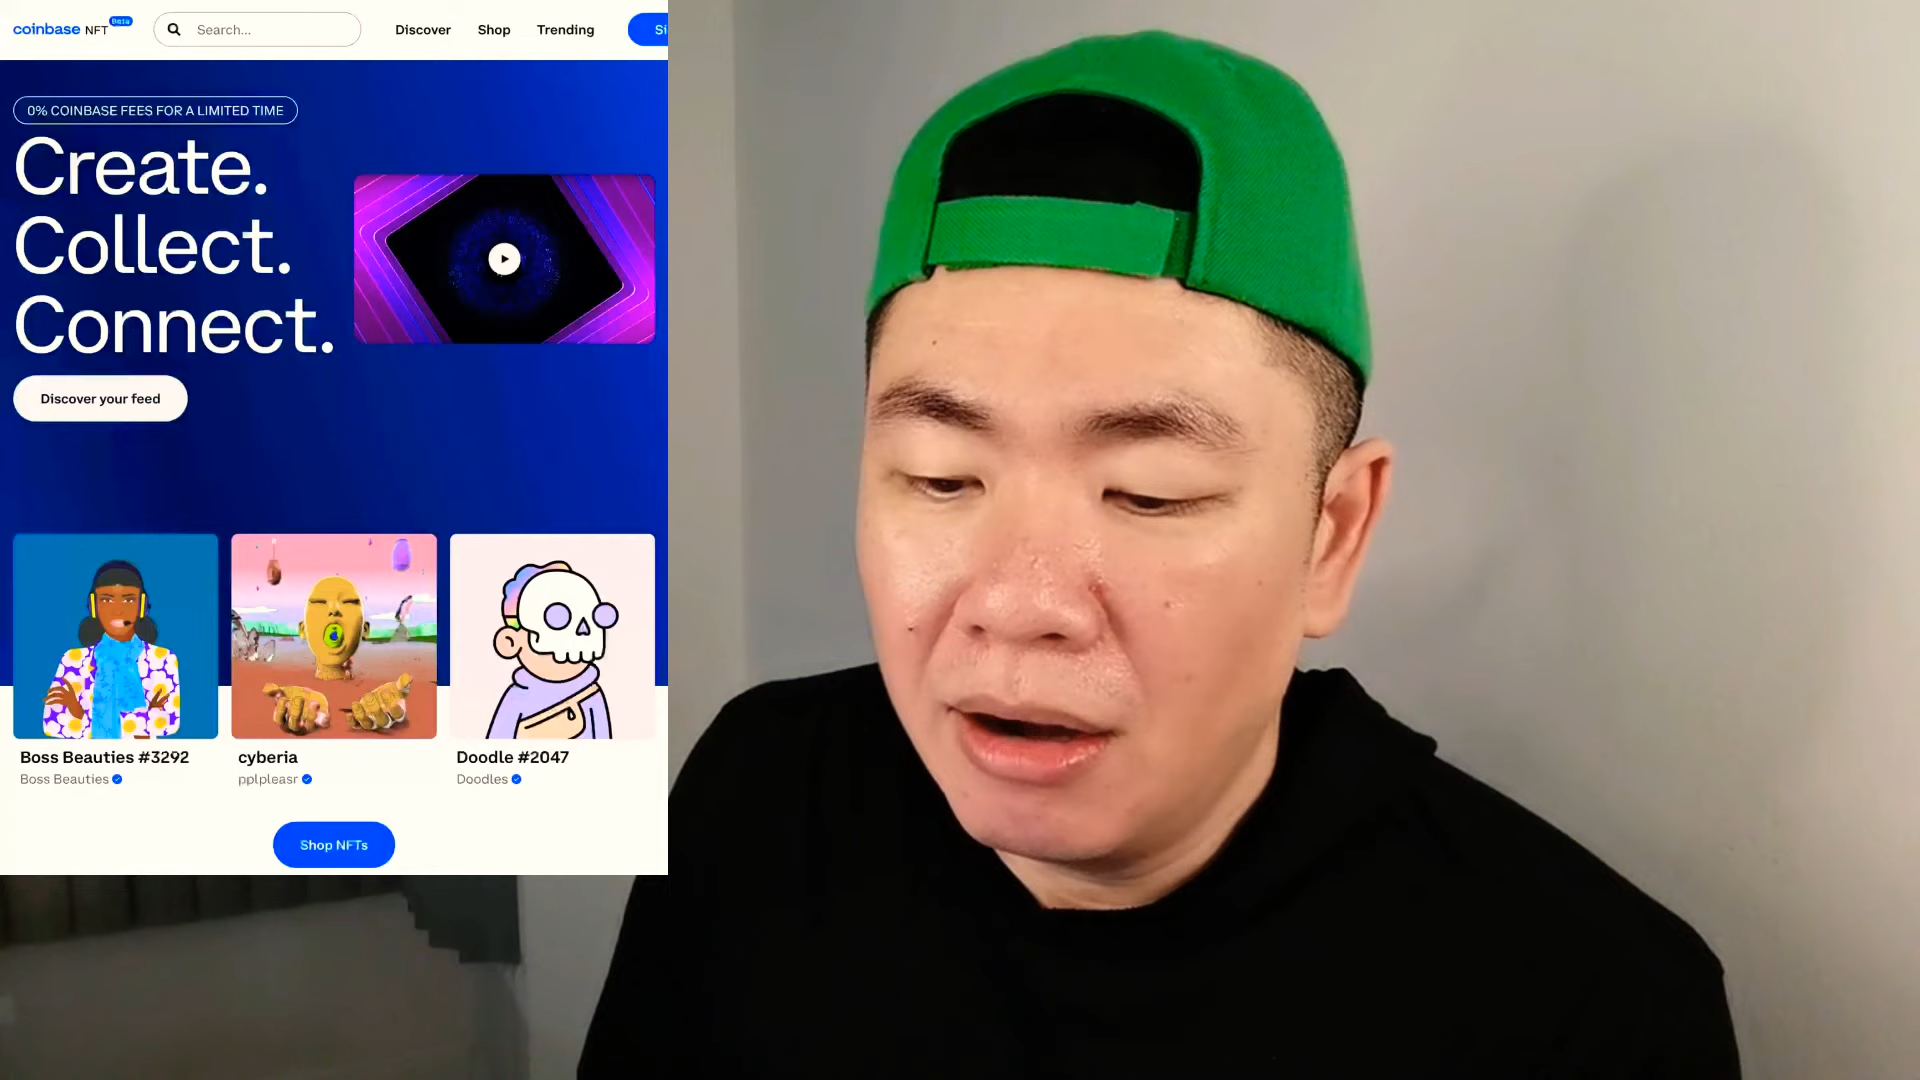 coinbase NFT Beta
Search...
Discover
Shop
Trending
0% COINBASE FEES FOR A LIMITED TIME
Create.
Collect.
Connect.
Discover your feed
Boss Beauties #3292
Boss Beauties
cyberia
pplpleasr
Doodle #2047
Doodles
Shop NFTs